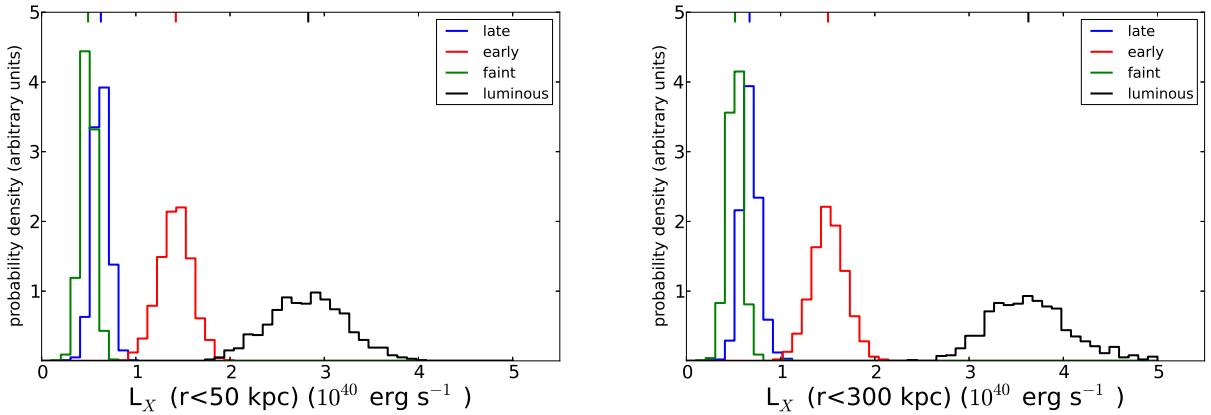 probability density (arbitrary units)
5
4
3
2
1
late
early
faint
luminous
0 1 2 3 4 5
L_X (r<50 kpc) (10^40 erg s^−1 )
probability density (arbitrary units)
5
4
3
2
1
late
early
faint
luminous
0 1 2 3 4 5
L_X (r<300 kpc) (10^40 erg s^−1 )